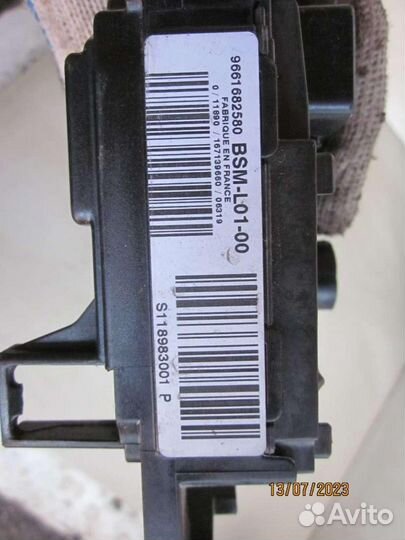 9661682580 BSM-L01-00
FABRIQUE EN FRANCE
0 / 11890 / 167139660 / 06319
S118983001 P
13/07/2023
Avito